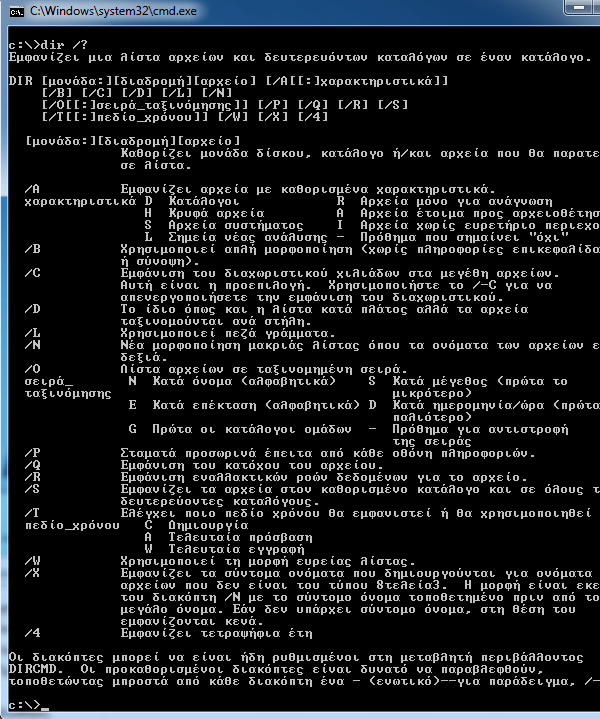 C:\Windows\system32\cmd.exe
c:\>dir /?
Εμφανίζει μια λίστα αρχείων και δευτερευόντων καταλόγων σε έναν κατάλογο.
DIR [μονάδα:][διαδρομή][αρχείο] [/A[[:]χαρακτηριστικά]]
[/B] [/C] [/D] [/L] [/N]
[/O[[:]σειρά_ταξινόμησης]] [/P] [/Q] [/R] [/S]
[/T[[:]πεδίο_χρόνου]] [/W] [/X] [/4]
[μονάδα:][διαδρομή][αρχείο]
Καθορίζει μονάδα δίσκου, κατάλογο ή/και αρχεία που θα παρατε
σε λίστα.
/A Εμφανίζει αρχεία με καθορισμένα χαρακτηριστικά.
χαρακτηριστικά D Κατάλογοι R Αρχεία μόνο για ανάγνωση
H Κρυφά αρχεία A Αρχεία έτοιμα προς αρχειοθέτησ
S Αρχεία συστήματος I Αρχεία χωρίς ευρετήριο περιεχο
L Σημεία νέας ανάλυσης - Πρόθημα που σημαίνει "όχι"
/B Χρησιμοποιεί απλή μορφοποίηση (χωρίς πληροφορίες επικεφαλίδα
ή σύνοψη).
/C Εμφάνιση του διαχωριστικού χιλιάδων στα μεγέθη αρχείων.
Αυτή είναι η προεπιλογή. Χρησιμοποιήστε το /-C για να
απενεργοποιήσετε την εμφάνιση του διαχωριστικού.
/D Το ίδιο όπως και η λίστα κατά πλάτος αλλά τα αρχεία
ταξινομούνται ανά στήλη.
/L Χρησιμοποιεί πεζά γράμματα.
/N Νέα μορφοποίηση μακριάς λίστας όπου τα ονόματα των αρχείων ε
δεξιά.
/O Λίστα αρχείων σε ταξινομημένη σειρά.
σειρά_ N Κατά όνομα (αλφαβητικά) S Κατά μέγεθος (πρώτα το
ταξινόμησης μικρότερο)
E Κατά επέκταση (αλφαβητικά) D Κατά ημερομηνία/ώρα (πρώτα
παλιότερο)
G Πρώτα οι κατάλογοι ομάδων - Πρόθημα για αντιστροφή
της σειράς
/P Σταματά προσωρινά έπειτα από κάθε οθόνη πληροφοριών.
/Q Εμφάνιση του κατόχου του αρχείου.
/R Εμφάνιση εναλλακτικών ροών δεδομένων για το αρχείο.
/S Εμφανίζει τα αρχεία στον καθορισμένο κατάλογο και σε όλους τ
δευτερεύοντες καταλόγους.
/T Ελέγχει ποιο πεδίο χρόνου θα εμφανιστεί ή θα χρησιμοποιηθεί
πεδίο_χρόνου C Δημιουργία
A Τελευταία πρόσβαση
W Τελευταία εγγραφή
/W Χρησιμοποιεί τη μορφή ευρείας λίστας.
/X Εμφανίζει τα σύντομα ονόματα που δημιουργούνται για ονόματα
αρχείων που δεν είναι του τύπου 8τελεία3. Η μορφή είναι εκε
του διακόπτη /N με το σύντομο όνομα τοποθετημένο πριν από το
μεγάλο όνομα. Εάν δεν υπάρχει σύντομο όνομα, στη θέση του
εμφανίζονται κενά.
/4 Εμφανίζει τετραψήφια έτη
Οι διακόπτες μπορεί να είναι ήδη ρυθμισμένοι στη μεταβλητή περιβάλλοντος
DIRCMD. Οι προκαθορισμένοι διακόπτες είναι δυνατό να παραβλεφθούν,
τοποθετώντας μπροστά από κάθε διακόπτη ένα - (ενωτικό)--για παράδειγμα, /-
c:\>_